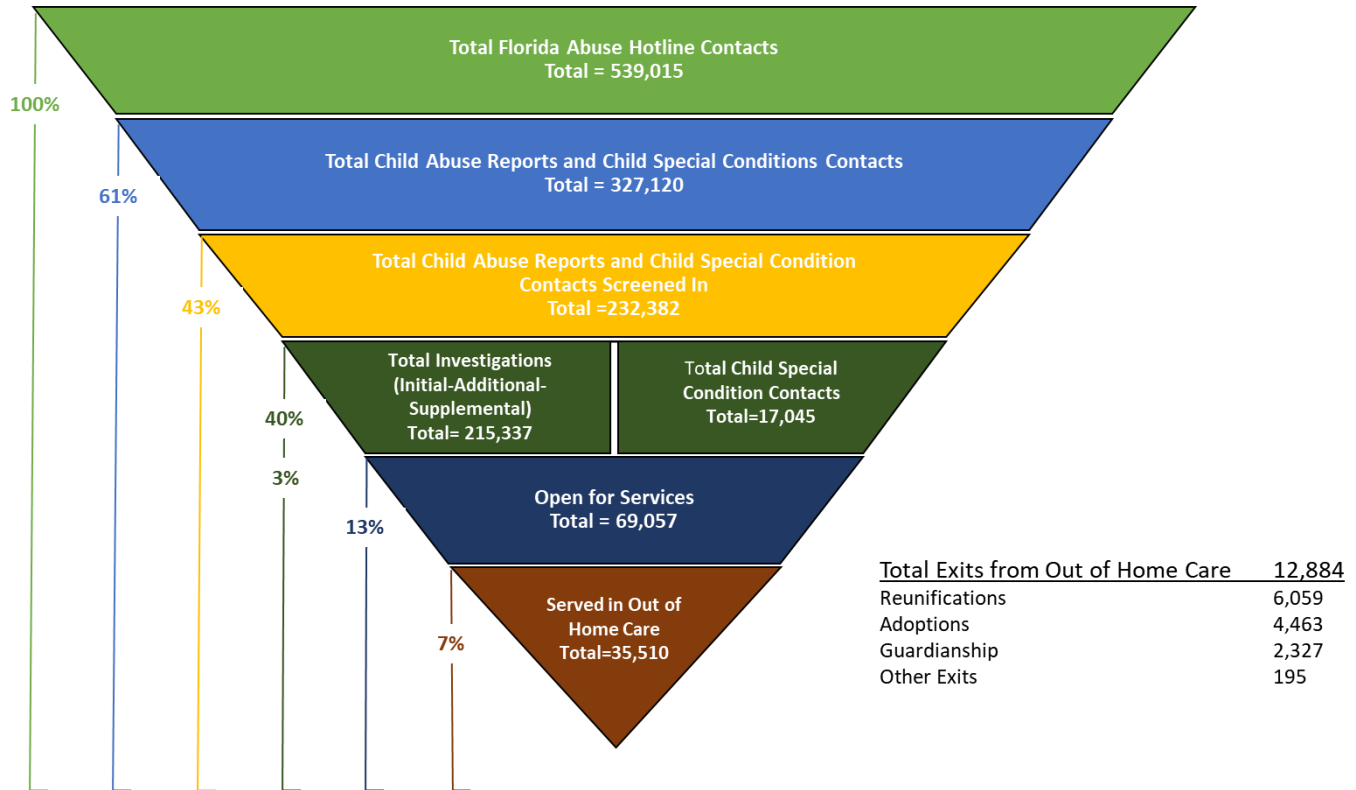 Total Florida Abuse Hotline Contacts
Total = 539,015
100%
Total Child Abuse Reports and Child Special Conditions Contacts
Total = 327,120
61%
Total Child Abuse Reports and Child Special Condition
Contacts Screened In
Total =232,382
43%
Total Investigations
(Initial-Additional-
Supplemental)
Total= 215,337
Total Child Special
Condition Contacts
Total=17,045
40%
3%
Open for Services
Total = 69,057
13%
Served in Out of
Home Care
Total=35,510
7%
Total Exits from Out of Home Care 12,884
Reunifications 6,059
Adoptions 4,463
Guardianship 2,327
Other Exits 195